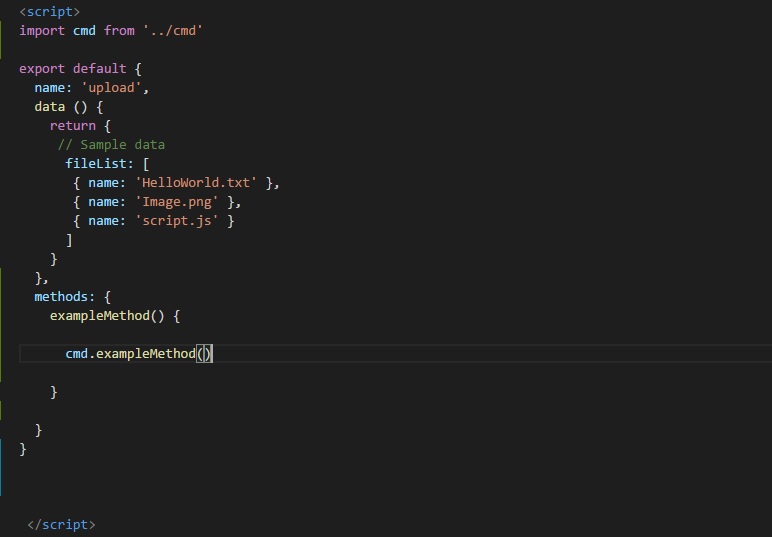 <script>
import cmd from '../cmd'
export default {
  name: 'upload',
  data () {
    return {
     // Sample data
      fileList: [
       { name: 'HelloWorld.txt' },
       { name: 'Image.png' },
       { name: 'script.js' }
      ]
    }
  },
  methods: {
    exampleMethod() {
      cmd.exampleMethod()
    }
  }
}
 </script>